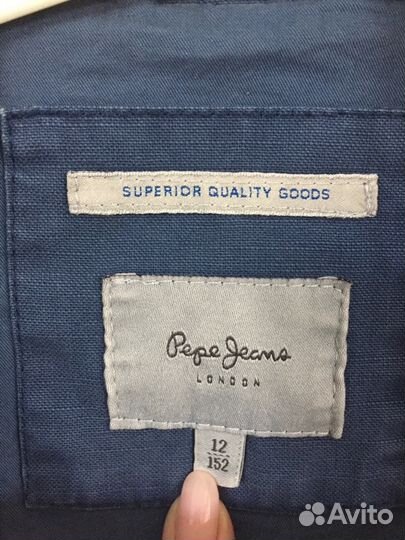 SUPERIOR QUALITY GOODS
Pepe Jeans
LONDON
12
152
Avito